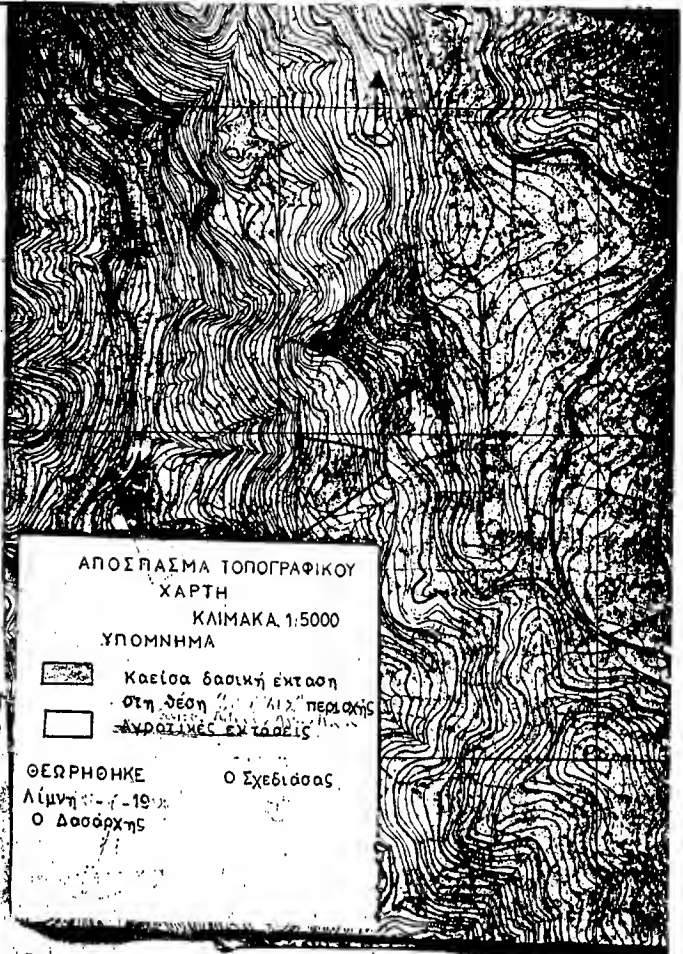 ΑΠΟΣΠΑΣΜΑ ΤΟΠΟΓΡΑΦΙΚΟΥ
ΧΑΡΤΗ
ΚΛΙΜΑΚΑ 1:5000
ΥΠΟΜΝΗΜΑ
Καείσα δασική έκταση
στη θέση περιοχής
Αγροτικές εκτάσεις
ΘΕΩΡΗΘΗΚΕ Ο Σχεδιάσας
Λίμνη
Ο Δασάρχης